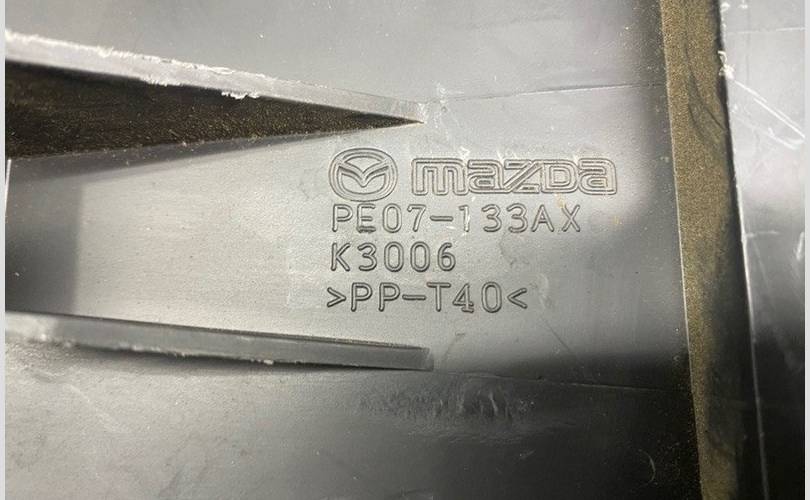 mazda
PE07-133AX
K3006
>PP-T40<